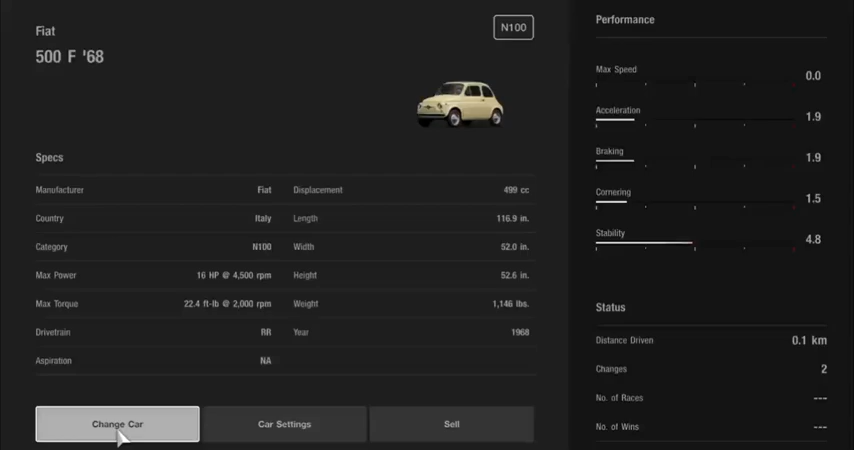 Fiat
N100
500 F '68
Specs
Manufacturer Fiat Displacement 499 cc
Country Italy Length 116.9 in.
Category N100 Width 52.0 in.
Max Power 16 HP @ 4,500 rpm Height 52.6 in.
Max Torque 22.4 ft-lb @ 2,000 rpm Weight 1,146 lbs.
Drivetrain RR Year 1968
Aspiration NA
Change Car Car Settings Sell
Performance
Max Speed 0.0
Acceleration 1.9
Braking 1.9
Cornering 1.5
Stability 4.8
Status
Distance Driven 0.1 km
Changes 2
No. of Races ---
No. of Wins ---